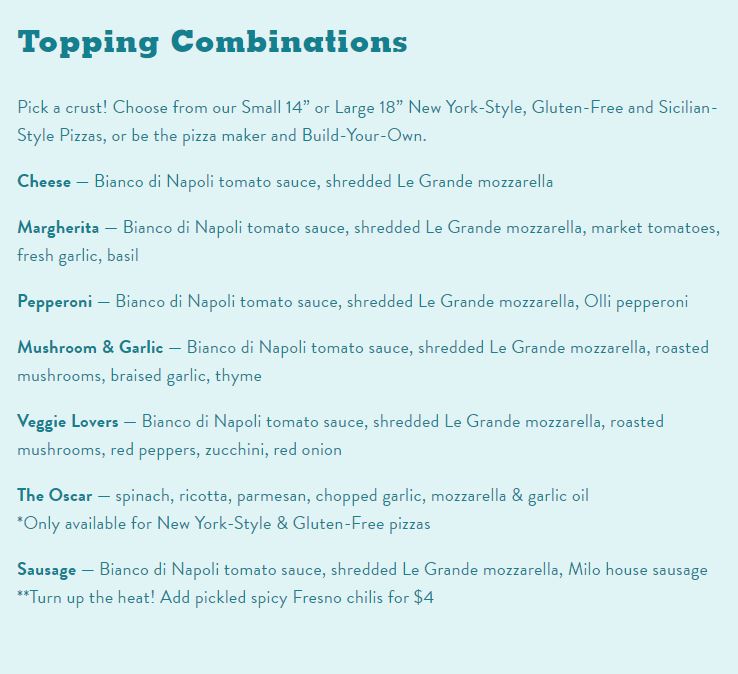 Topping Combinations
Pick a crust! Choose from our Small 14” or Large 18” New York-Style, Gluten-Free and Sicilian-
Style Pizzas, or be the pizza maker and Build-Your-Own.
Cheese — Bianco di Napoli tomato sauce, shredded Le Grande mozzarella
Margherita — Bianco di Napoli tomato sauce, shredded Le Grande mozzarella, market tomatoes,
fresh garlic, basil
Pepperoni — Bianco di Napoli tomato sauce, shredded Le Grande mozzarella, Olli pepperoni
Mushroom & Garlic — Bianco di Napoli tomato sauce, shredded Le Grande mozzarella, roasted
mushrooms, braised garlic, thyme
Veggie Lovers — Bianco di Napoli tomato sauce, shredded Le Grande mozzarella, roasted
mushrooms, red peppers, zucchini, red onion
The Oscar — spinach, ricotta, parmesan, chopped garlic, mozzarella & garlic oil
*Only available for New York-Style & Gluten-Free pizzas
Sausage — Bianco di Napoli tomato sauce, shredded Le Grande mozzarella, Milo house sausage
**Turn up the heat! Add pickled spicy Fresno chilis for $4